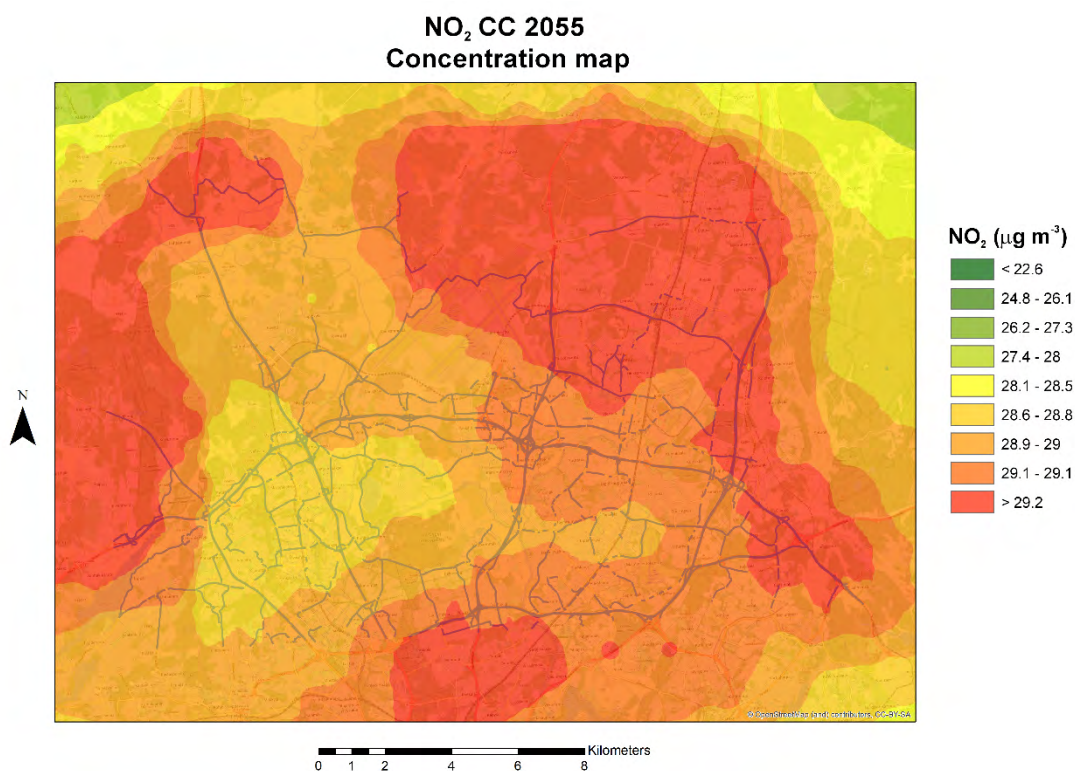 NO₂ CC 2055
Concentration map
NO₂ (μg m⁻³)
< 22.6
24.8 - 26.1
26.2 - 27.3
27.4 - 28
28.1 - 28.5
28.6 - 28.8
28.9 - 29
29.1 - 29.1
> 29.2
N
© OpenStreetMap (and) contributors, CC-BY-SA
Kilometers
0 1 2 4 6 8